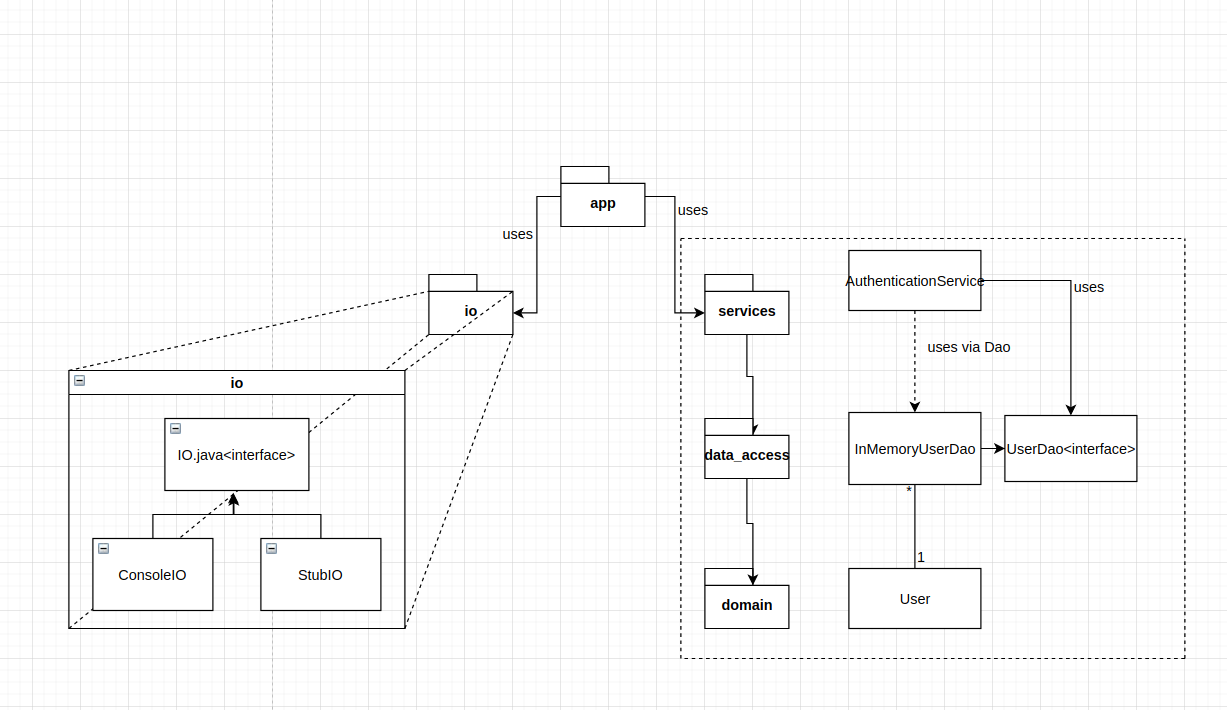 app
uses
uses
io
services
AuthenticationService
uses
uses via Dao
io
IO.java<interface>
data_access
InMemoryUserDao
UserDao<interface>
*
1
ConsoleIO
StubIO
domain
User